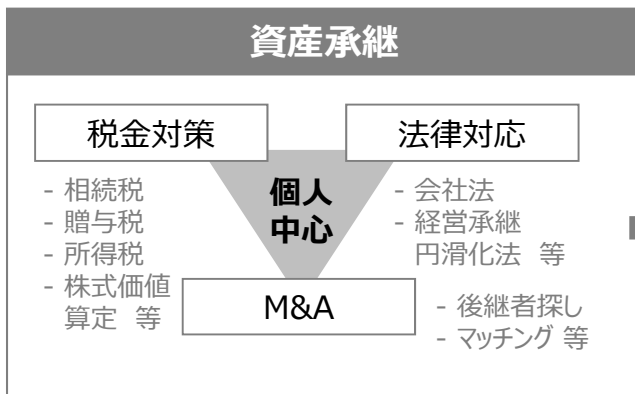 資産承継
税金対策
- 相続税
- 贈与税
- 所得税
- 株式価値
算定 等
個人
中心
法律対応
- 会社法
- 経営承継
円滑化法 等
M&A
- 後継者探し
- マッチング 等